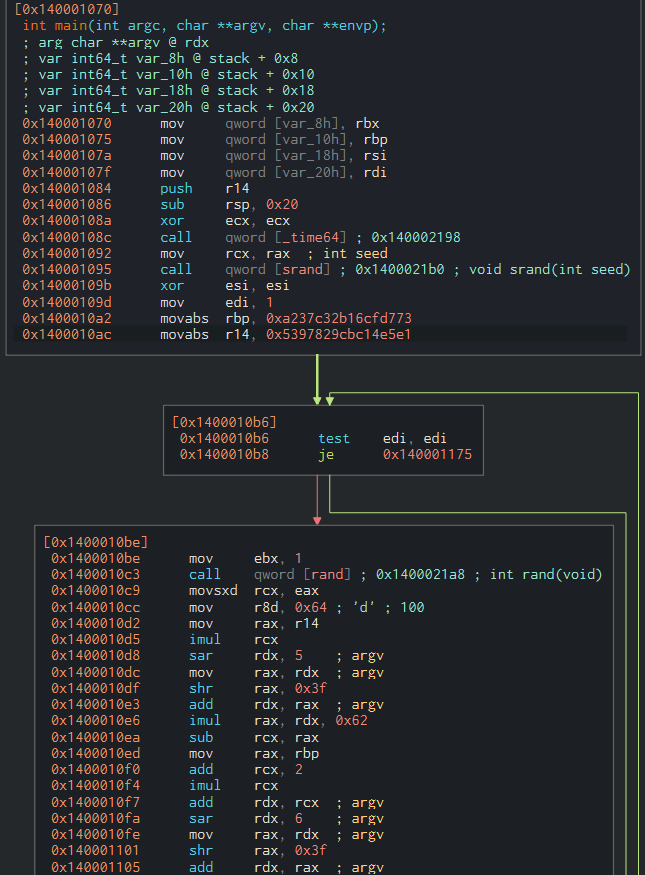 [0x140001070]
int main(int argc, char **argv, char **envp);
; arg char **argv @ rdx
; var int64_t var_8h @ stack + 0x8
; var int64_t var_10h @ stack + 0x10
; var int64_t var_18h @ stack + 0x18
; var int64_t var_20h @ stack + 0x20
0x140001070 mov qword [var_8h], rbx
0x140001075 mov qword [var_10h], rbp
0x14000107a mov qword [var_18h], rsi
0x14000107f mov qword [var_20h], rdi
0x140001084 push r14
0x140001086 sub rsp, 0x20
0x14000108a xor ecx, ecx
0x14000108c call qword [_time64] ; 0x140002198
0x140001092 mov rcx, rax ; int seed
0x140001095 call qword [srand] ; 0x1400021b0 ; void srand(int seed)
0x14000109b xor esi, esi
0x14000109d mov edi, 1
0x1400010a2 movabs rbp, 0xa237c32b16cfd773
0x1400010ac movabs r14, 0x5397829cbc14e5e1
[0x1400010b6]
0x1400010b6 test edi, edi
0x1400010b8 je 0x140001175
[0x1400010be]
0x1400010be mov ebx, 1
0x1400010c3 call qword [rand] ; 0x1400021a8 ; int rand(void)
0x1400010c9 movsxd rcx, eax
0x1400010cc mov r8d, 0x64 ; 'd' ; 100
0x1400010d2 mov rax, r14
0x1400010d5 imul rcx
0x1400010d8 sar rdx, 5 ; argv
0x1400010dc mov rax, rdx ; argv
0x1400010df shr rax, 0x3f
0x1400010e3 add rdx, rax ; argv
0x1400010e6 imul rax, rdx, 0x62
0x1400010ea sub rcx, rax
0x1400010ed mov rax, rbp
0x1400010f0 add rcx, 2
0x1400010f4 imul rcx
0x1400010f7 add rdx, rcx ; argv
0x1400010fa sar rdx, 6 ; argv
0x1400010fe mov rax, rdx ; argv
0x140001101 shr rax, 0x3f
0x140001105 add rdx, rax ; argv